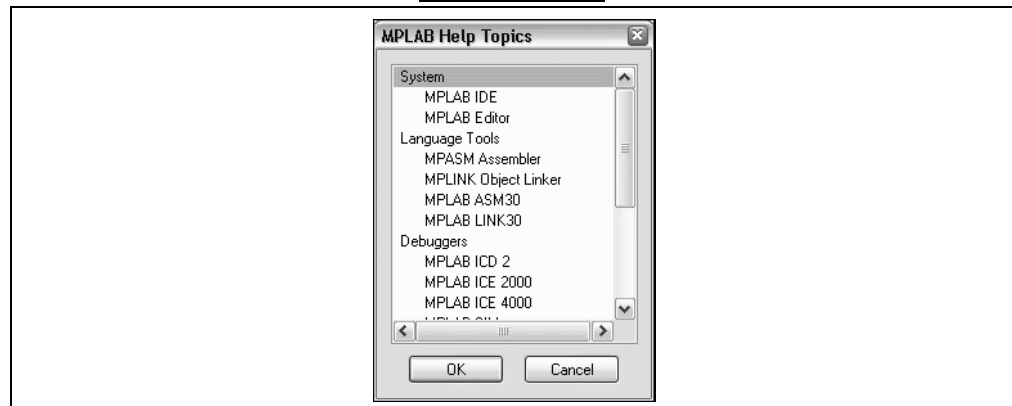 MPLAB Help Topics
System
MPLAB IDE
MPLAB Editor
Language Tools
MPASM Assembler
MPLINK Object Linker
MPLAB ASM30
MPLAB LINK30
Debuggers
MPLAB ICD 2
MPLAB ICE 2000
MPLAB ICE 4000
OK
Cancel